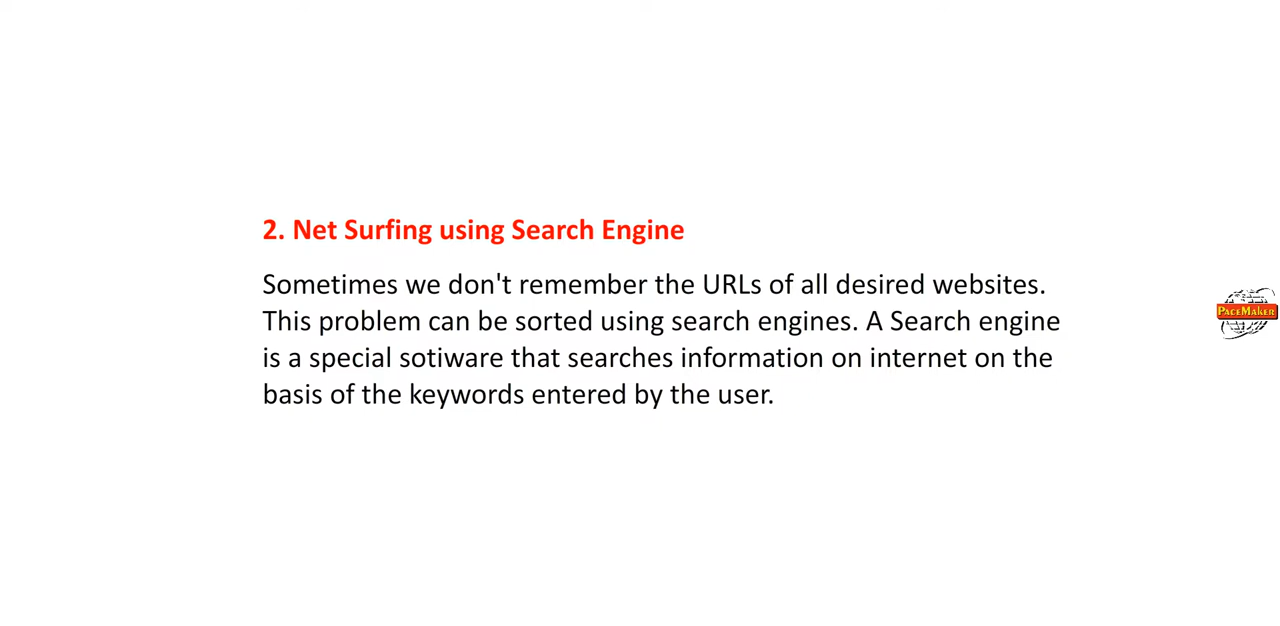 2. Net Surfing using Search Engine
Sometimes we don't remember the URLs of all desired websites.
This problem can be sorted using search engines. A Search engine
is a special sotiware that searches information on internet on the
basis of the keywords entered by the user.
PACEMAKER